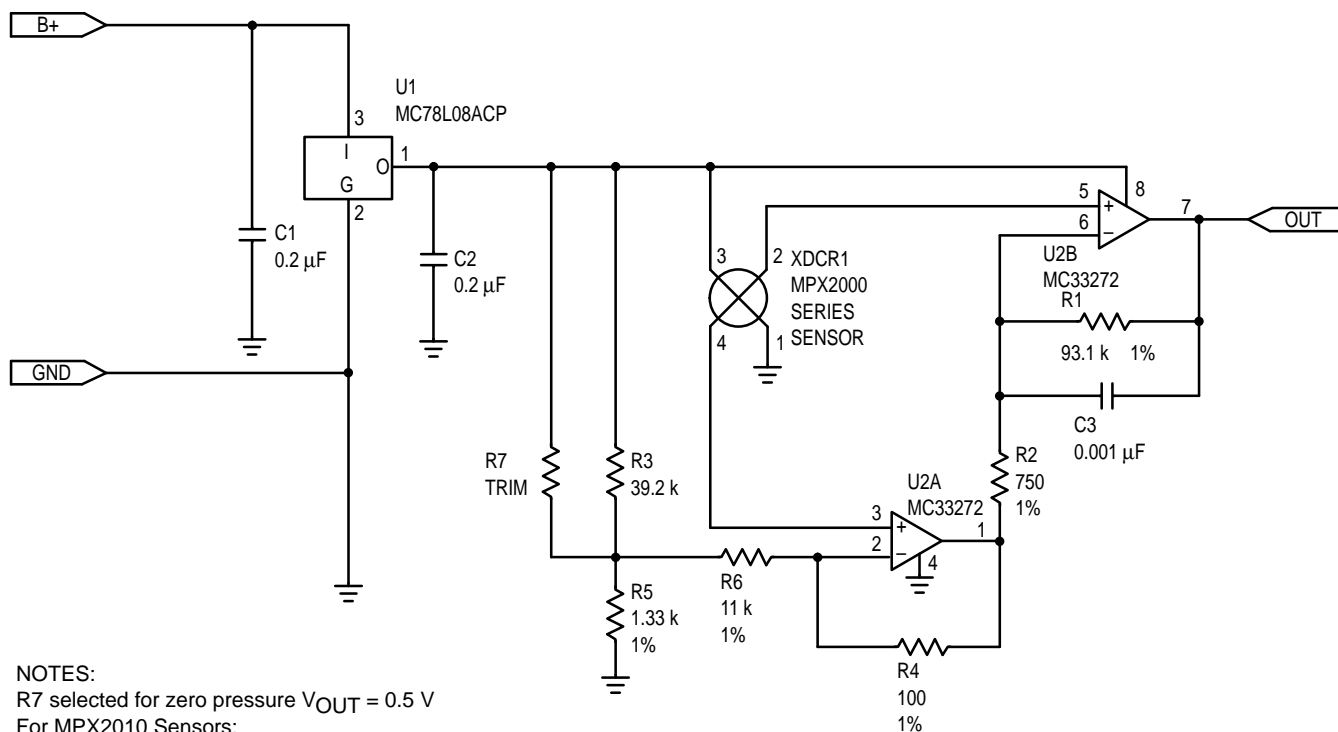 B+
U1
MC78L08ACP
3
I
O
1
G
2
C1
0.2 µF
C2
0.2 µF
GND
3
2
XDCR1
MPX2000
SERIES
SENSOR
4
1
5
8
+
6
−
7
OUT
U2B
MC33272
R1
93.1 k 1%
C3
0.001 µF
R7
TRIM
R3
39.2 k
R2
750
1%
U2A
MC33272
3
+
1
2
−
4
R5
1.33 k
1%
R6
11 k
1%
R4
100
1%
NOTES:
R7 selected for zero pressure VOUT = 0.5 V
For MPX2010 Sensors: